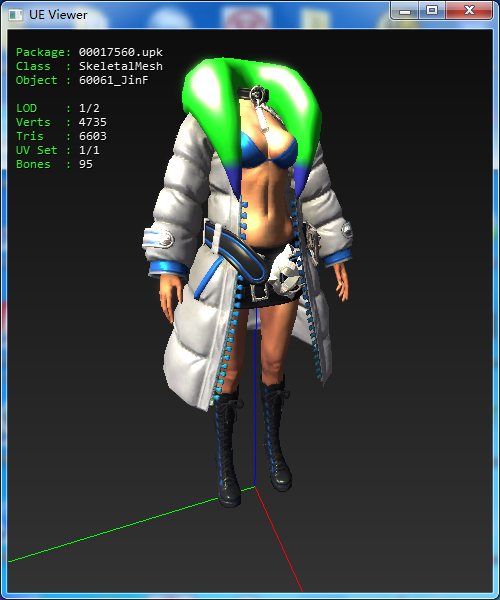 UE Viewer
Package: 00017560.upk
Class : SkeletalMesh
Object : 60061_JinF
LOD : 1/2
Verts : 4735
Tris : 6603
UV Set : 1/1
Bones : 95